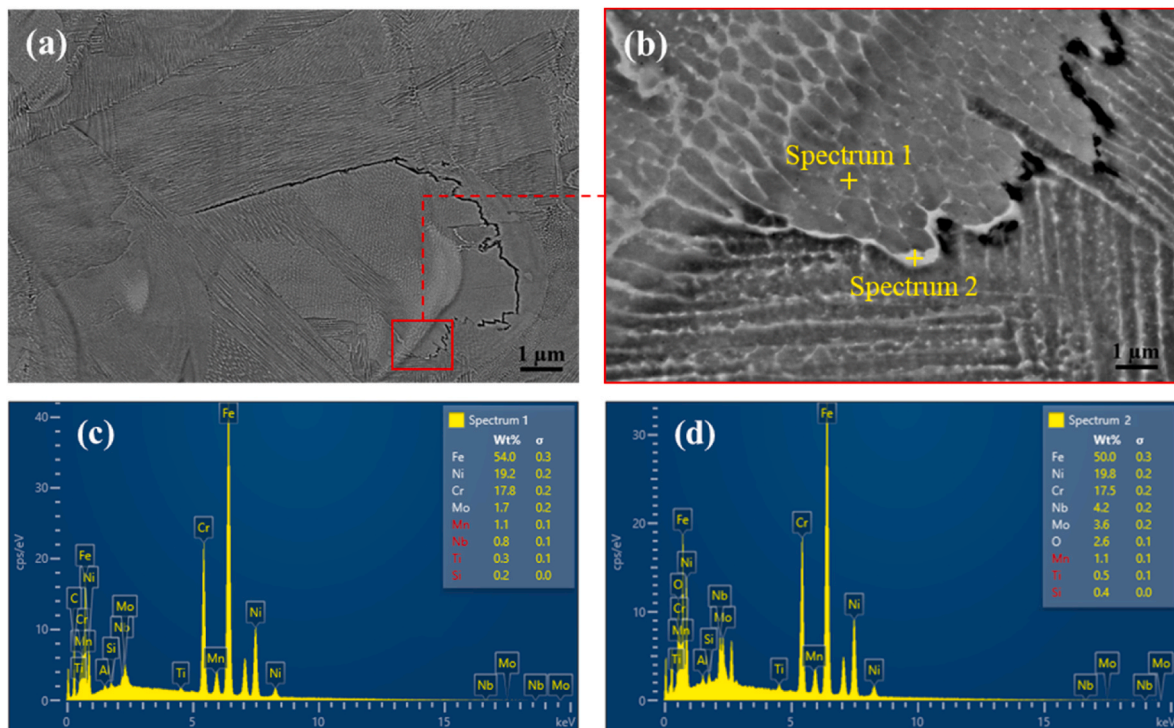 (a)
1 μm
(b)
Spectrum 1
Spectrum 2
1 μm
(c)
cps/eV
40
30
20
10
0
0
5
10
15
keV
Fe
Ni
C
Cr
Mn
Ti
Al
Si
Mo
Nb
Ti
Cr
Mn
Fe
Ni
Ni
Nb
Mo
Nb
Mo
Spectrum 1
Wt% σ
Fe 54.0 0.3
Ni 19.2 0.2
Cr 17.8 0.2
Mo 1.7 0.2
Mn 1.1 0.1
Nb 0.8 0.1
Ti 0.3 0.1
Si 0.2 0.0
(d)
cps/eV
30
20
10
0
0
5
10
15
keV
Fe
Ni
O
Cr
Mn
Ti
Al
Si
Nb
Mo
Ti
Cr
Mn
Fe
Ni
Ni
Nb
Mo
Nb
Mo
Spectrum 2
Wt% σ
Fe 50.0 0.3
Ni 19.8 0.2
Cr 17.5 0.2
Nb 4.2 0.2
Mo 3.6 0.2
O 2.6 0.1
Mn 1.1 0.1
Ti 0.5 0.1
Si 0.4 0.0